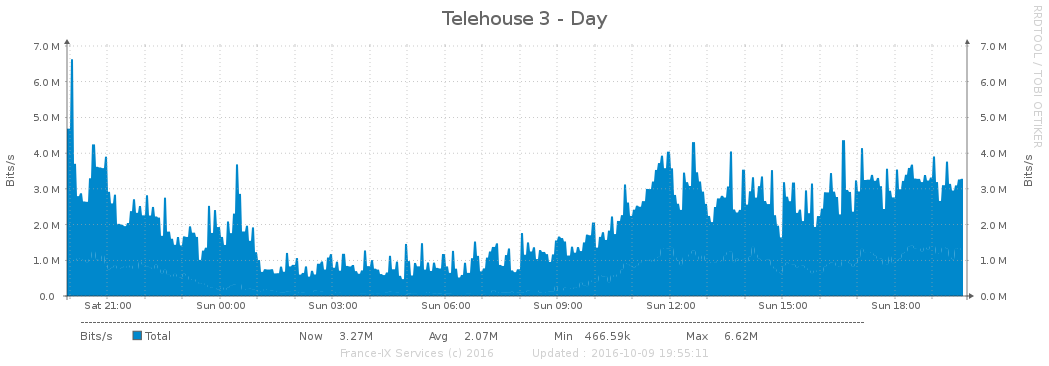 Telehouse 3 - Day
RRDTOOL / TOBI OETIKER
7.0 M 7.0 M
6.0 M 6.0 M
5.0 M 5.0 M
4.0 M 4.0 M
3.0 M 3.0 M
2.0 M 2.0 M
1.0 M 1.0 M
0.0 0.0 M
Bits/s
Bits/s
Sat 21:00 Sun 00:00 Sun 03:00 Sun 06:00 Sun 09:00 Sun 12:00 Sun 15:00 Sun 18:00
Bits/s Total Now 3.27M Avg 2.07M Min 466.59k Max 6.62M
France-IX Services (c) 2016 Updated : 2016-10-09 19:55:11